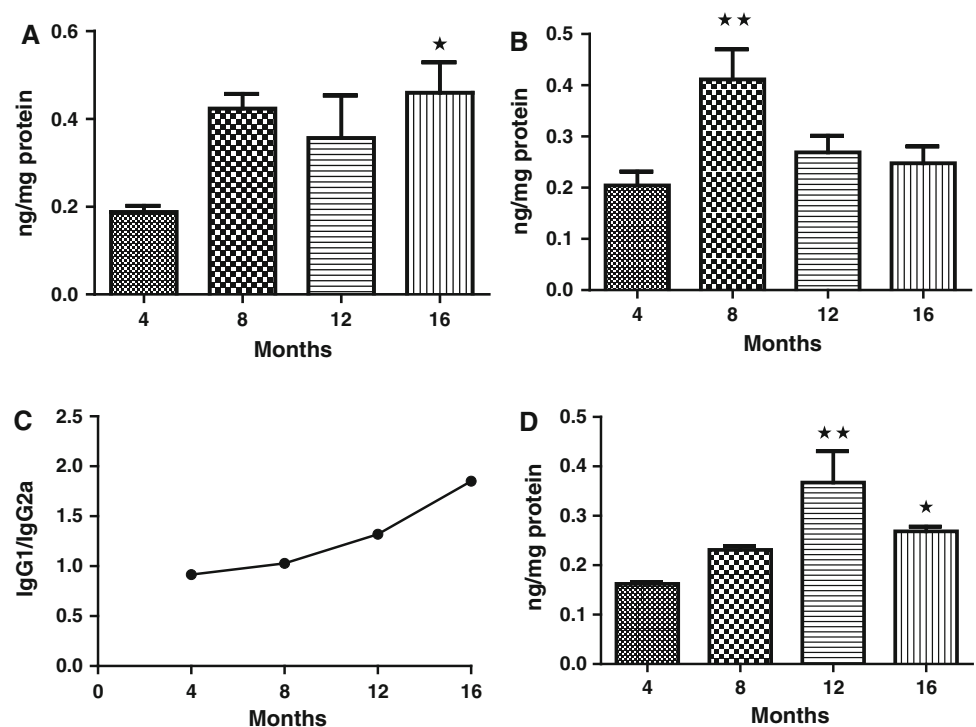 A
ng/mg protein
0.6
0.4
0.2
0.0
★
4 8 12 16
Months
B
ng/mg protein
0.5
0.4
0.3
0.2
0.1
0.0
★★
4 8 12 16
Months
C
IgG1/IgG2a
2.5
2.0
1.5
1.0
0.5
0.0
0 4 8 12 16
Months
D
ng/mg protein
0.5
0.4
0.3
0.2
0.1
0.0
★★
★
4 8 12 16
Months